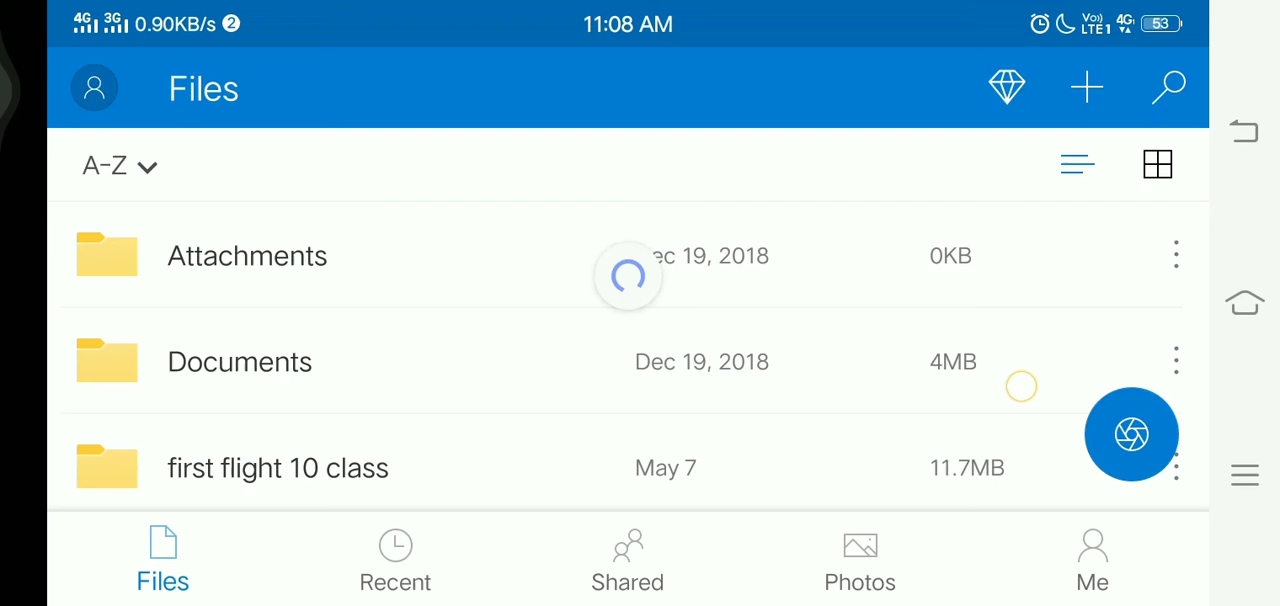 4G 3G 0.90KB/s 2 11:08 AM Vo)) LTE1 4G 53
Files
A-Z
Attachments ec 19, 2018 0KB
Documents Dec 19, 2018 4MB
first flight 10 class May 7 11.7MB
Files Recent Shared Photos Me